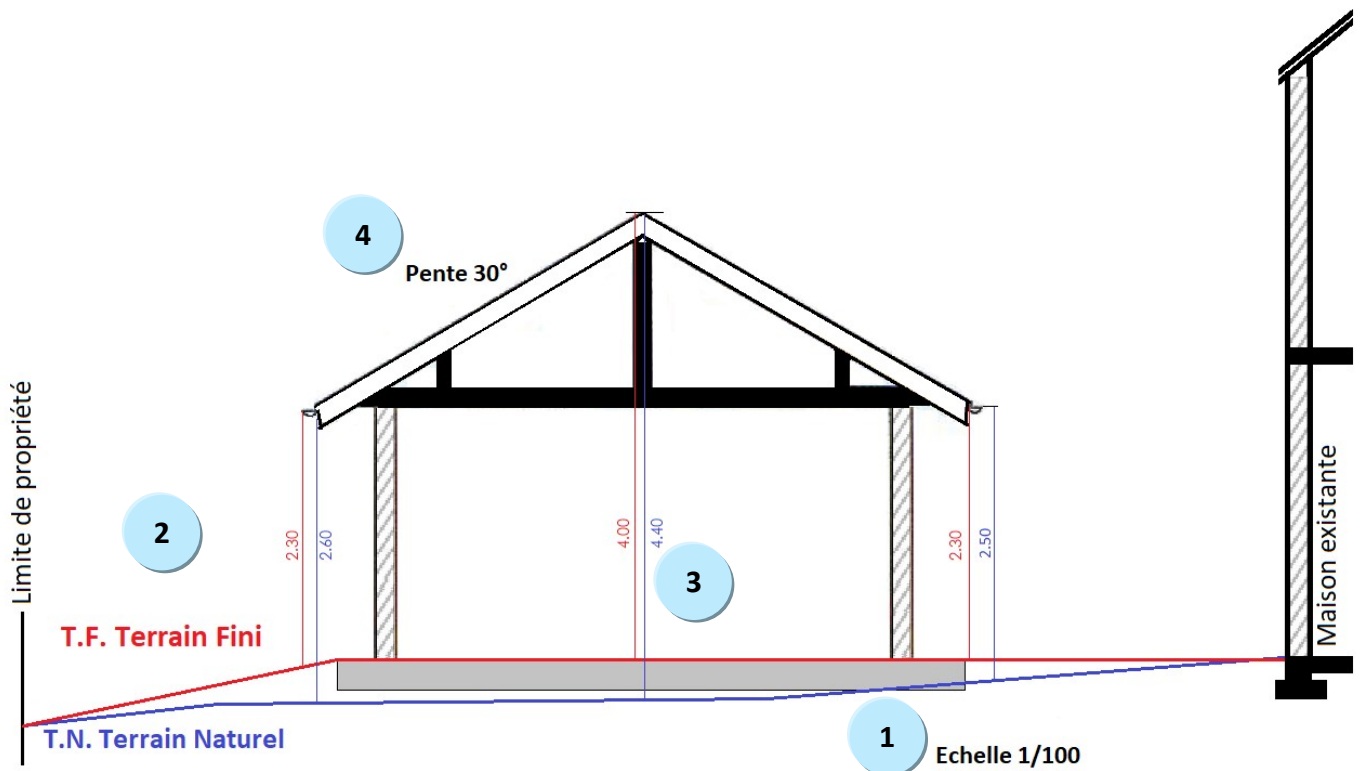 4
Pente 30°
Limite de propriété
2
2.30
2.60
4.00
4.40
3
2.30
2.50
Maison existante
T.F. Terrain Fini
T.N. Terrain Naturel
1
Echelle 1/100